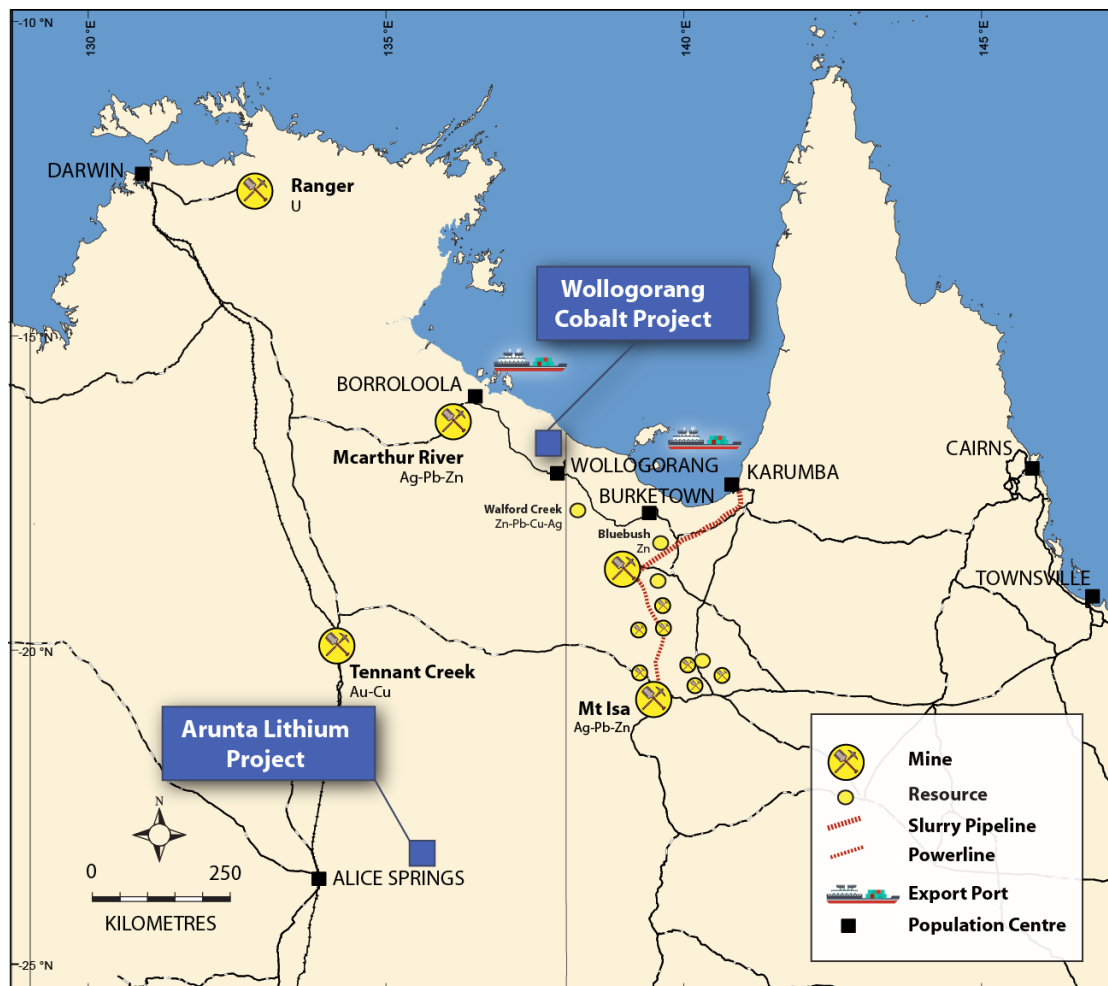 130 °E
135 °E
140 °E
145 °E
-10 °N
DARWIN
Ranger
U
Wollogorang
Cobalt Project
-15 °N
BORROLOOLA
Mcarthur River
Ag-Pb-Zn
WOLLOGORANG
KARUMBA
CAIRNS
Walford Creek
Zn-Pb-Cu-Ag
BURKETOWN
Bluebush
Zn
TOWNSVILLE
-20 °N
Tennant Creek
Au-Cu
Mt Isa
Ag-Pb-Zn
Arunta Lithium
Project
N
0 250
KILOMETRES
ALICE SPRINGS
Mine
Resource
Slurry Pipeline
Powerline
Export Port
Population Centre
-25 °N